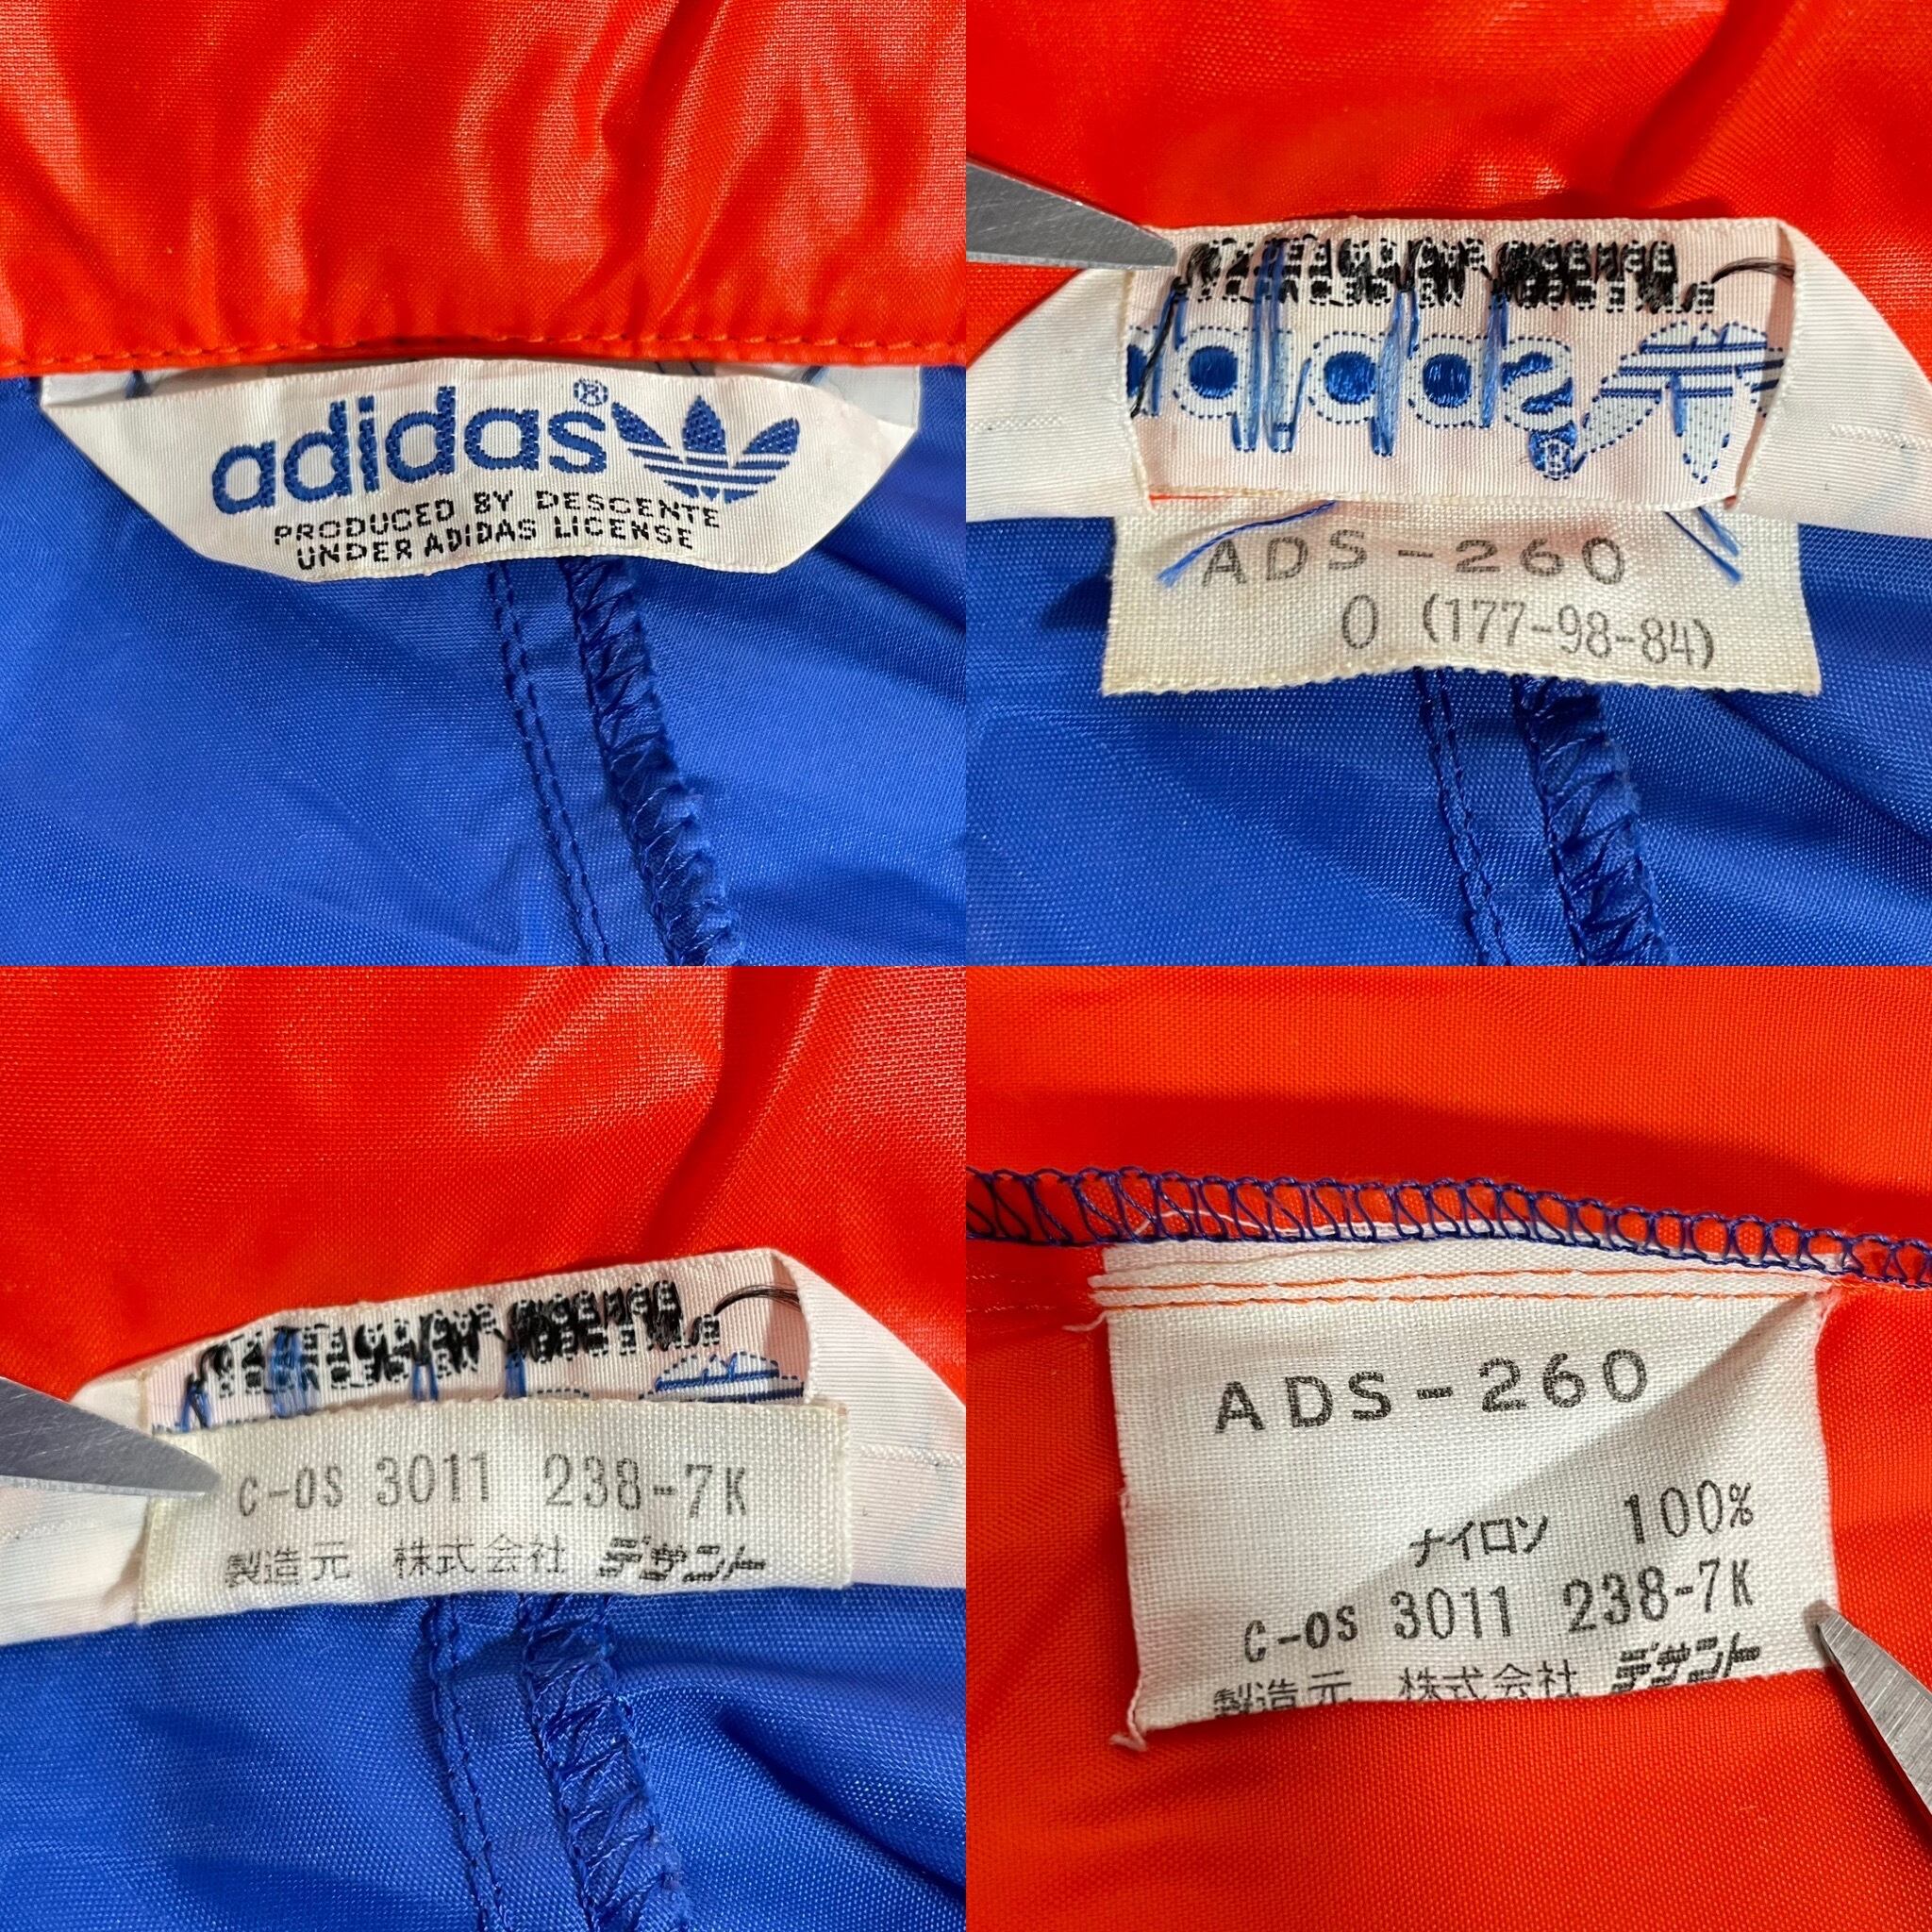 adidas®
PRODUCED BY DESCENTE
UNDER ADIDAS LICENSE
adidas
®
ADS-260
0 (177-98-84)
C-OS 3011 238-7K
製造元 株式会社 デサント
ADS-260
ナイロン 100%
C-OS 3011 238-7K
製造元 株式会社 デサント